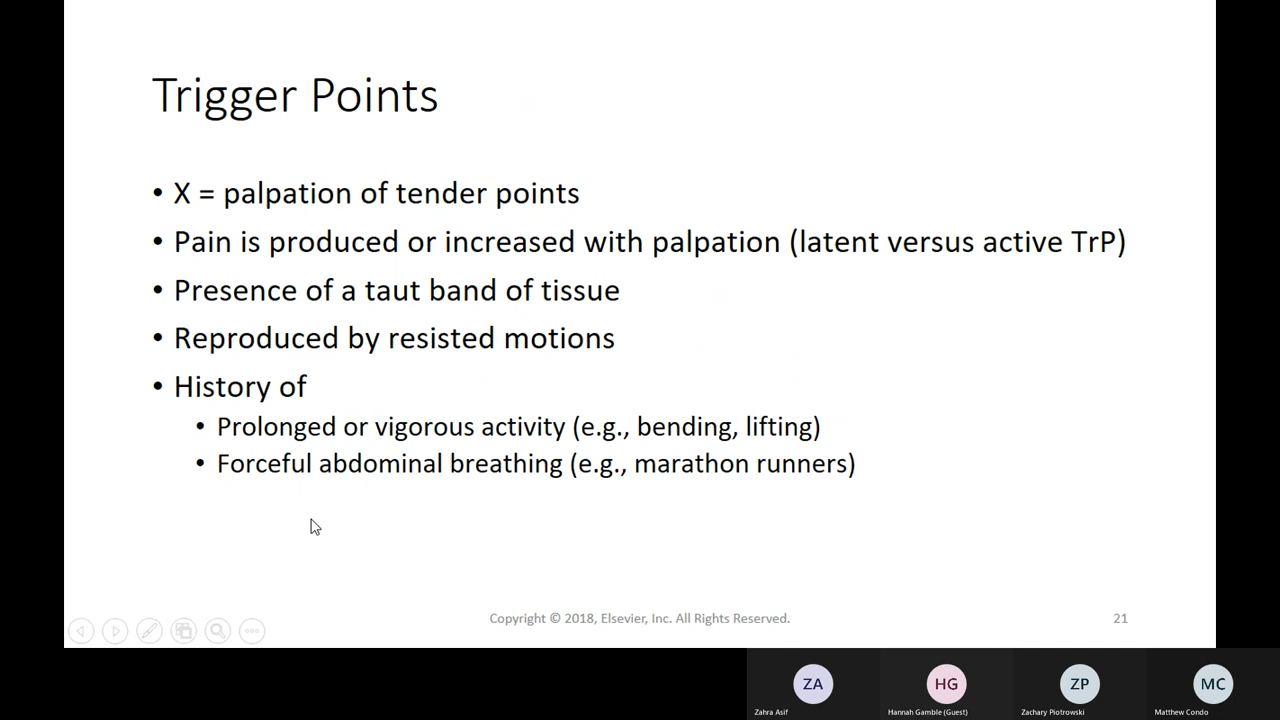 Trigger Points
• X = palpation of tender points
• Pain is produced or increased with palpation (latent versus active TrP)
• Presence of a taut band of tissue
• Reproduced by resisted motions
• History of
• Prolonged or vigorous activity (e.g., bending, lifting)
• Forceful abdominal breathing (e.g., marathon runners)
Copyright © 2018, Elsevier, Inc. All Rights Reserved.
21
ZA
HG
ZP
MC
Zahra Asif
Hannah Gamble (Guest)
Zachary Piotrowski
Matthew Condo